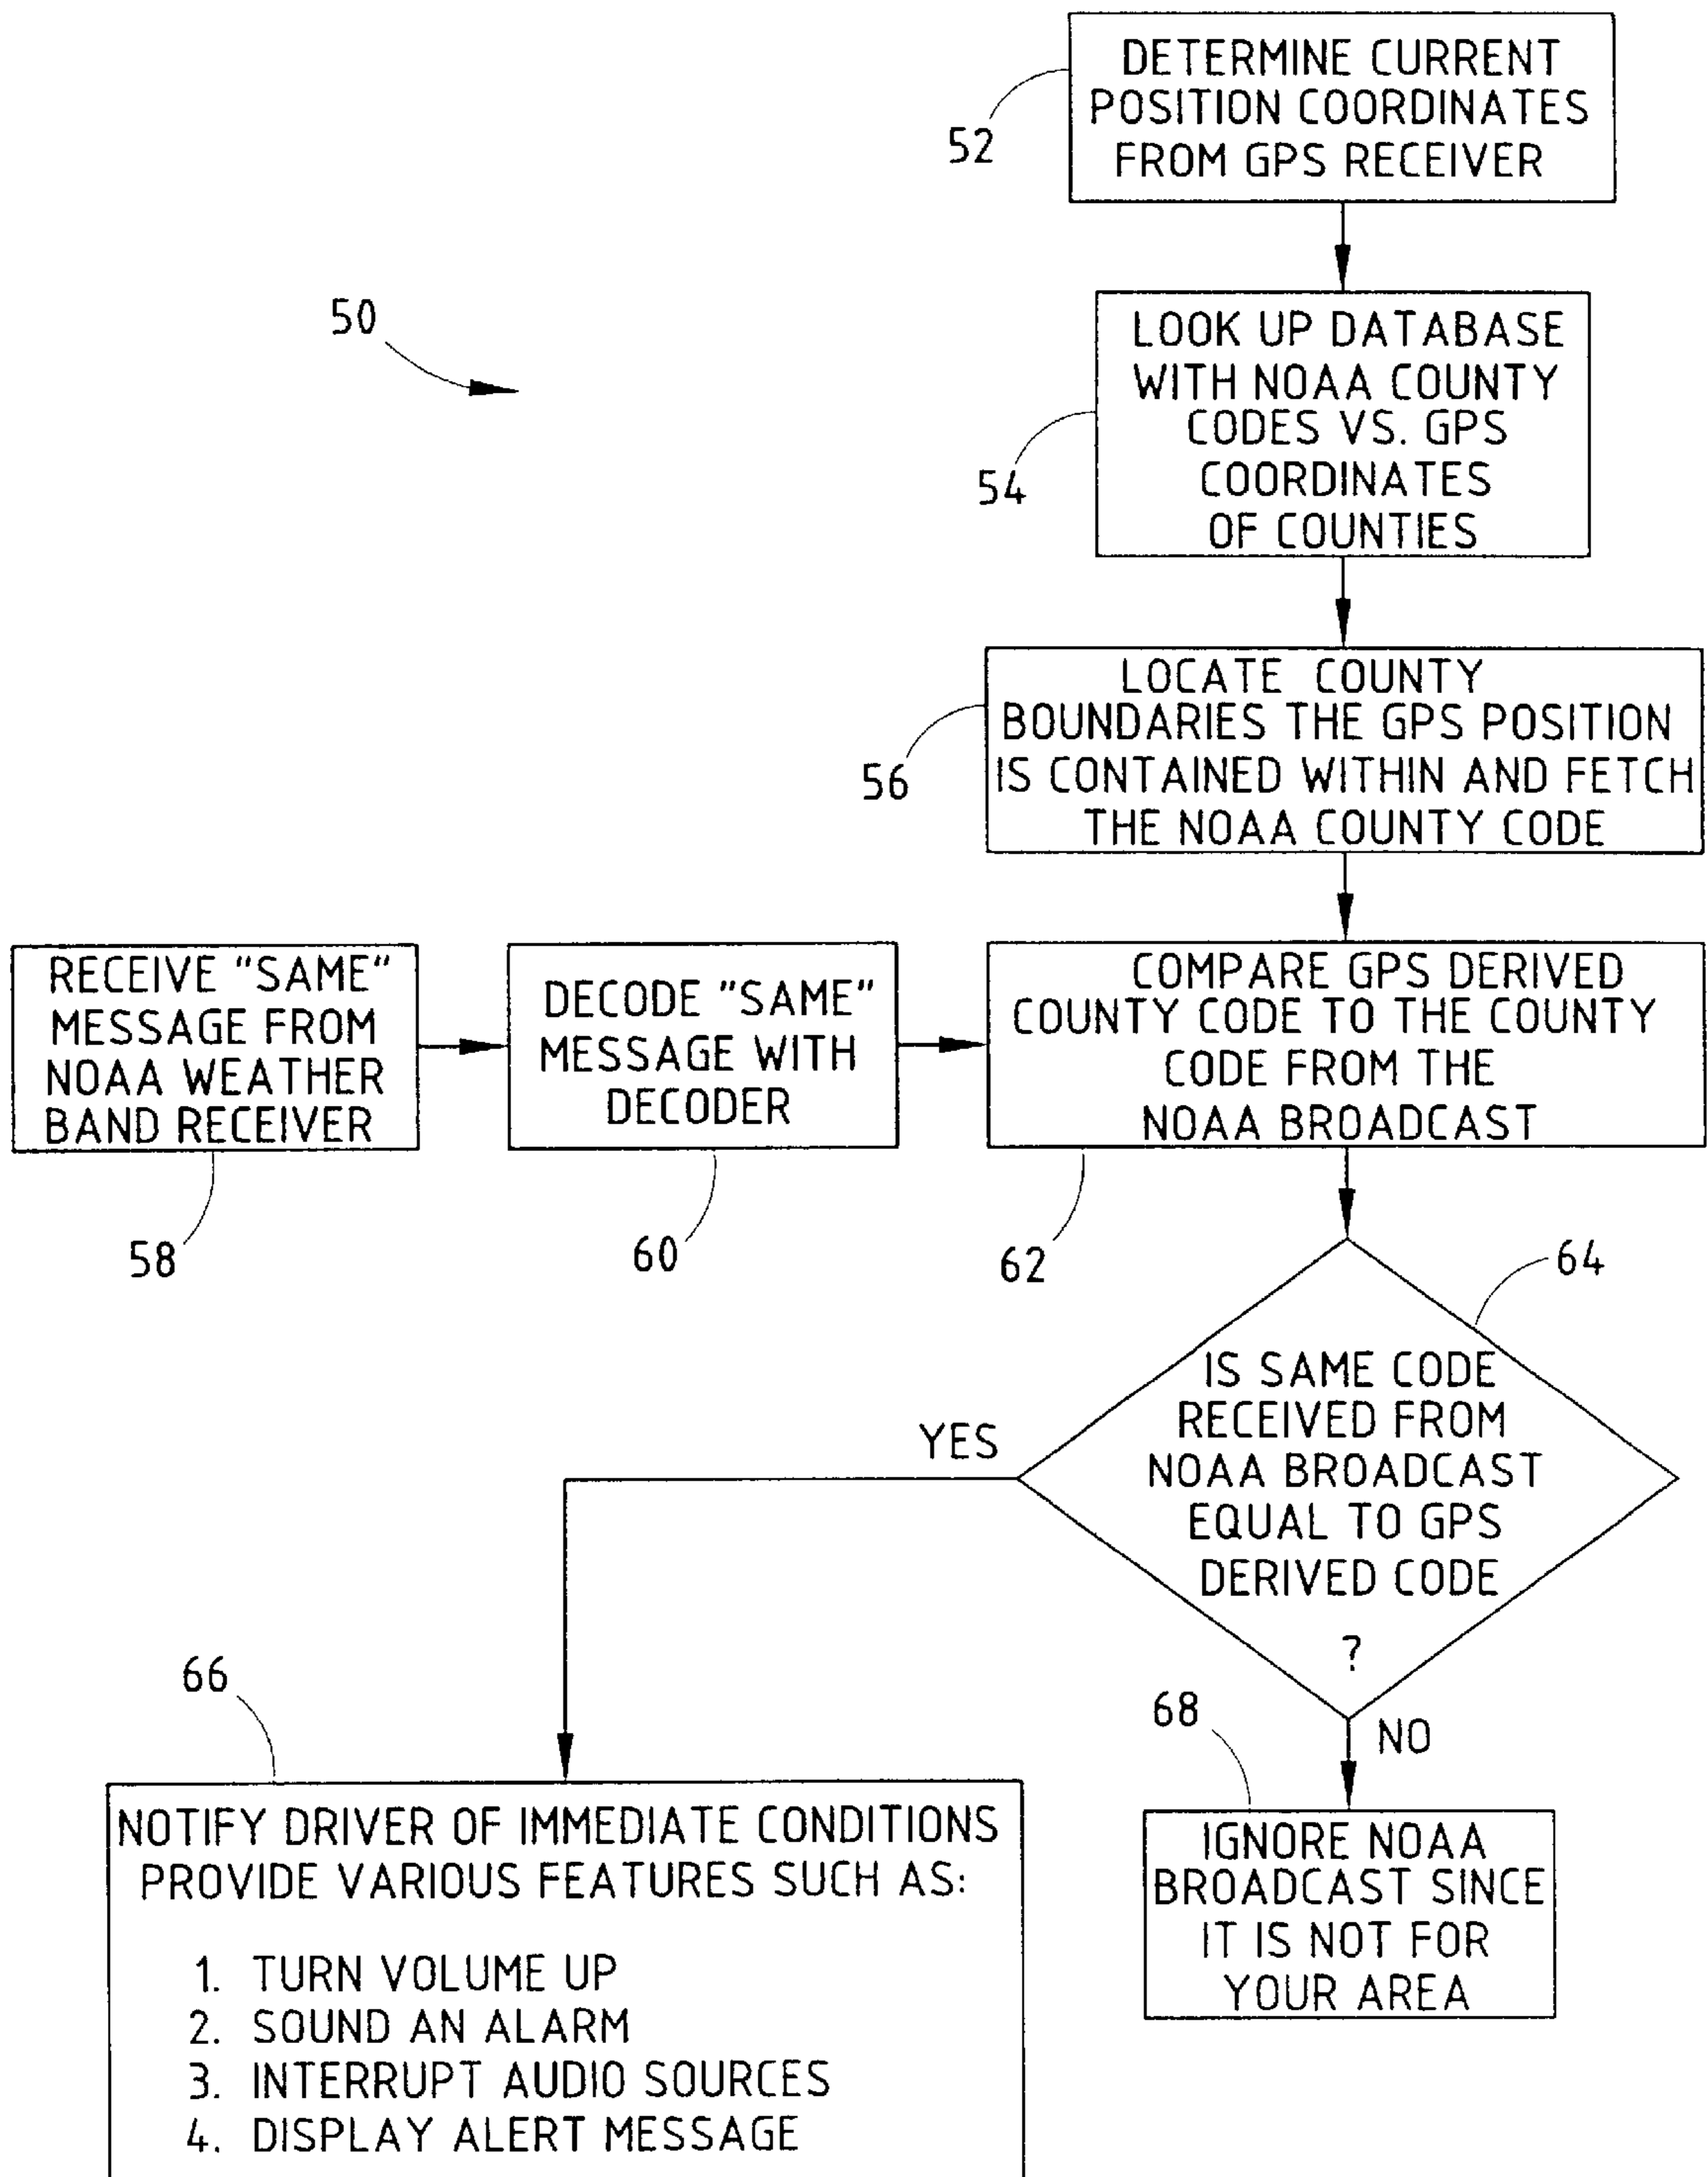 DETERMINE CURRENT
POSITION COORDINATES
FROM GPS RECEIVER
52
50
LOOK UP DATABASE
WITH NOAA COUNTY
CODES VS. GPS
COORDINATES
OF COUNTIES
54
LOCATE COUNTY
BOUNDARIES THE GPS POSITION
IS CONTAINED WITHIN AND FETCH
THE NOAA COUNTY CODE
56
RECEIVE "SAME"
MESSAGE FROM
NOAA WEATHER
BAND RECEIVER
58
DECODE "SAME"
MESSAGE WITH
DECODER
60
COMPARE GPS DERIVED
COUNTY CODE TO THE COUNTY
CODE FROM THE
NOAA BROADCAST
62
64
IS SAME CODE
RECEIVED FROM
NOAA BROADCAST
EQUAL TO GPS
DERIVED CODE
?
YES
NO
66
NOTIFY DRIVER OF IMMEDIATE CONDITIONS
PROVIDE VARIOUS FEATURES SUCH AS:
1. TURN VOLUME UP
2. SOUND AN ALARM
3. INTERRUPT AUDIO SOURCES
4. DISPLAY ALERT MESSAGE
68
IGNORE NOAA
BROADCAST SINCE
IT IS NOT FOR
YOUR AREA